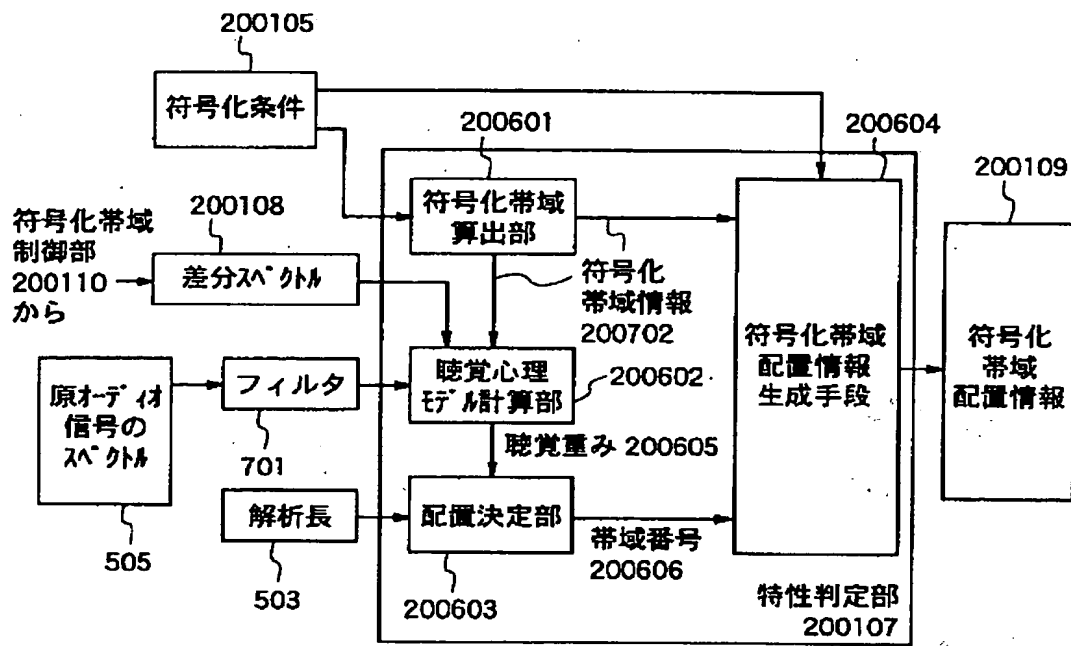 200105
符号化条件
200601
200604
200109
符号化帯域
制御部
200110
から
200108
差分スペクトル
符号化帯域
算出部
符号化
帯域情報
200702
原オーディオ
信号の
スペクトル
505
フィルタ
701
聴覚心理
モデル計算部
200602
聴覚重み 200605
解析長
503
配置決定部
200603
帯域番号
200606
符号化帯域
配置情報
生成手段
符号化
帯域
配置情報
特性判定部
200107